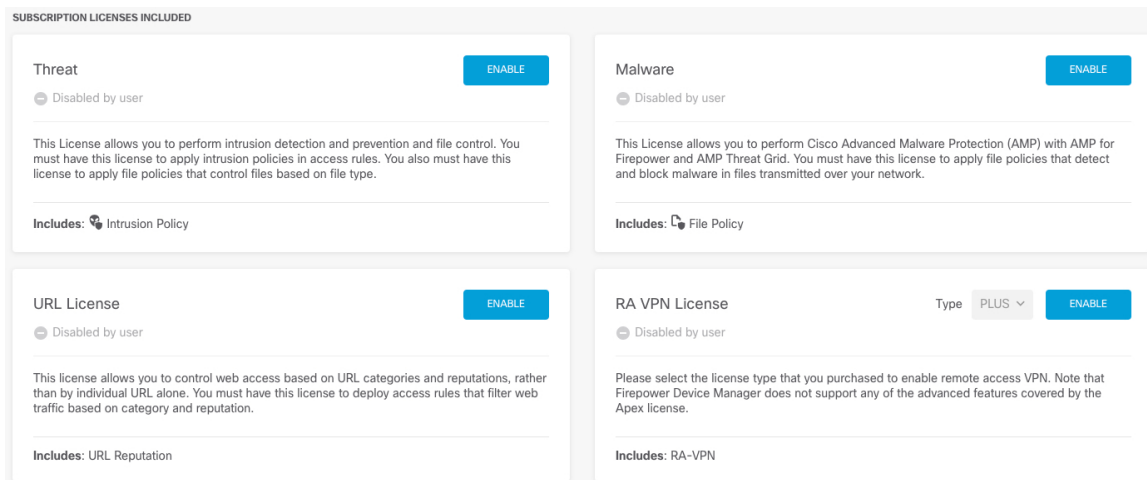 SUBSCRIPTION LICENSES INCLUDED
Threat
ENABLE
Disabled by user
This License allows you to perform intrusion detection and prevention and file control. You
must have this license to apply intrusion policies in access rules. You also must have this
license to apply file policies that control files based on file type.
Includes: Intrusion Policy
Malware
ENABLE
Disabled by user
This License allows you to perform Cisco Advanced Malware Protection (AMP) with AMP for
Firepower and AMP Threat Grid. You must have this license to apply file policies that detect
and block malware in files transmitted over your network.
Includes: File Policy
URL License
ENABLE
Disabled by user
This license allows you to control web access based on URL categories and reputations, rather
than by individual URL alone. You must have this license to deploy access rules that filter web
traffic based on category and reputation.
Includes: URL Reputation
RA VPN License
Type PLUS
ENABLE
Disabled by user
Please select the license type that you purchased to enable remote access VPN. Note that
Firepower Device Manager does not support any of the advanced features covered by the
Apex license.
Includes: RA-VPN